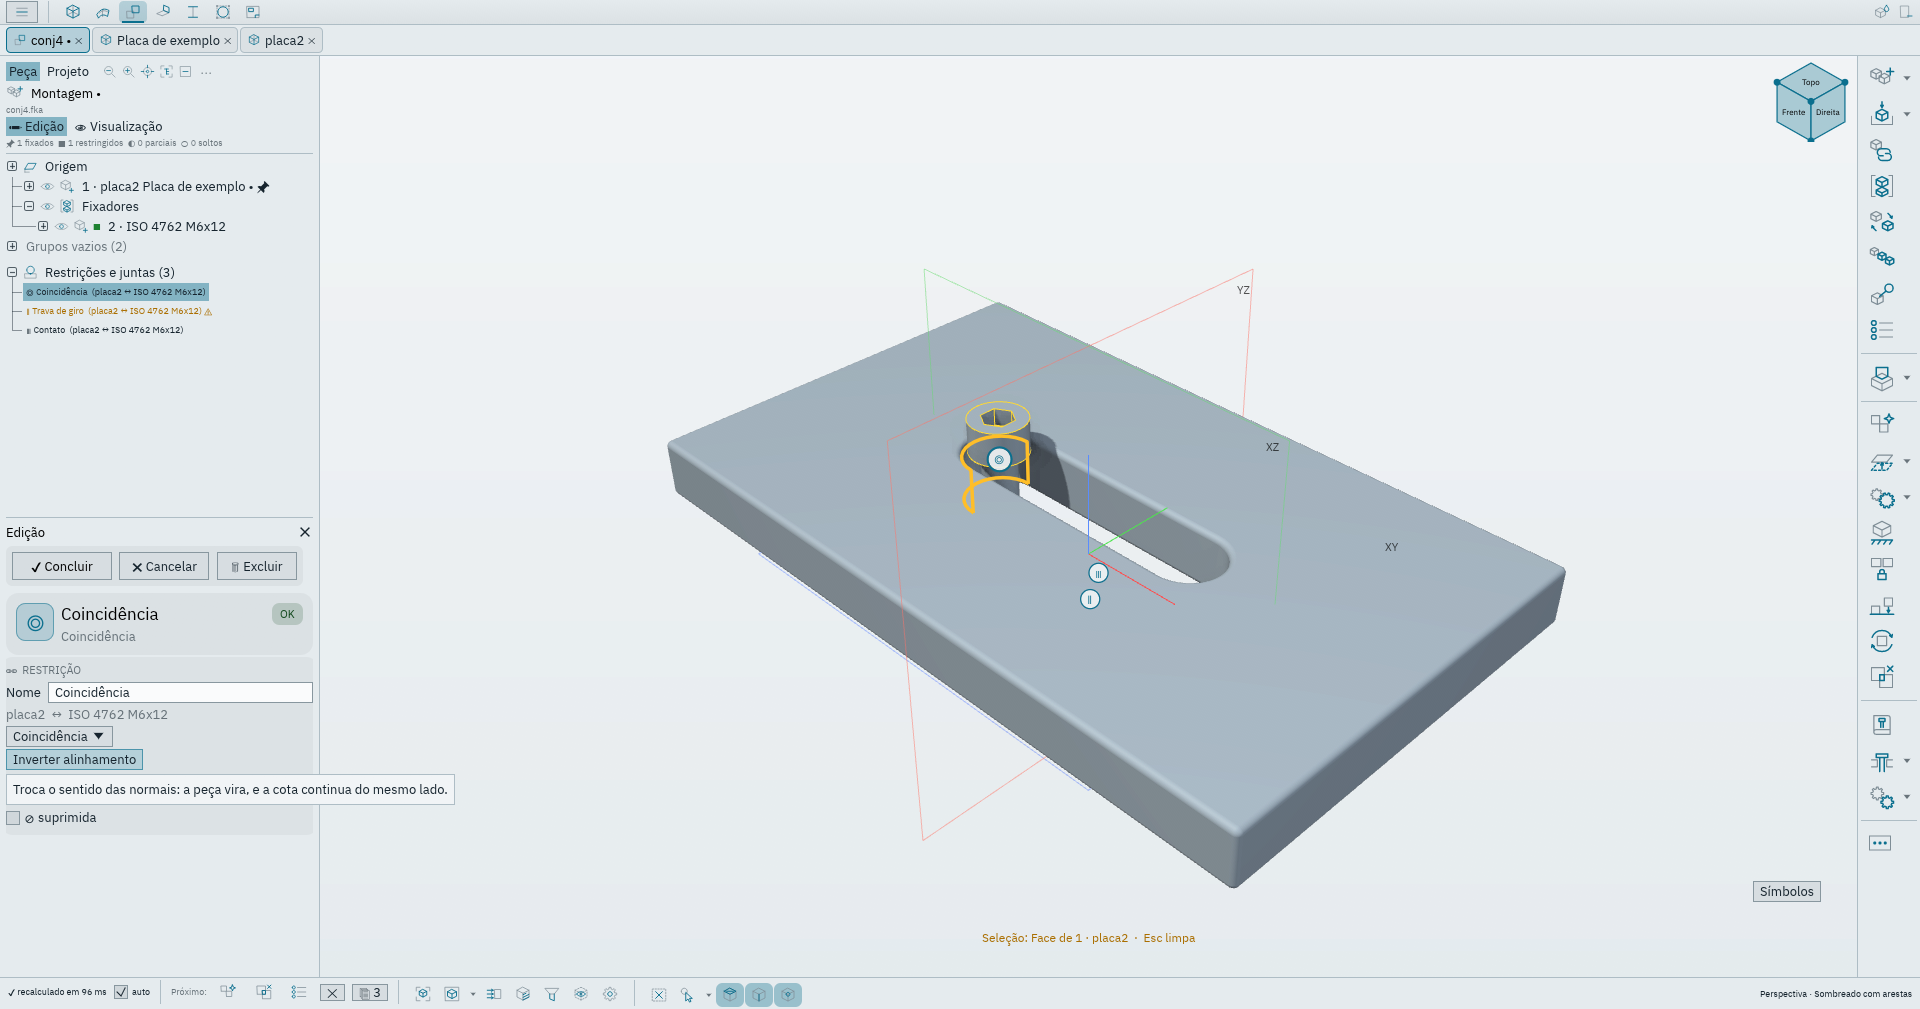 conj4 •
Placa de exemplo
placa2
Peça
Projeto
Montagem •
conj4.fka
Edição
Visualização
1 fixados
1 restringidos
0 parciais
0 soltos
Origem
1 · placa2 Placa de exemplo •
Fixadores
2 · ISO 4762 M6x12
Grupos vazios (2)
Restrições e juntas (3)
Coincidência (placa2 ↔ ISO 4762 M6x12)
Trava de giro (placa2 ↔ ISO 4762 M6x12)
Contato (placa2 ↔ ISO 4762 M6x12)
Edição
Concluir
Cancelar
Excluir
Coincidência
OK
Coincidência
RESTRIÇÃO
Nome
Coincidência
placa2 ↔ ISO 4762 M6x12
Coincidência
Inverter alinhamento
Troca o sentido das normais: a peça vira, e a cota continua do mesmo lado.
suprimida
Topo
Frente
Direita
YZ
XZ
XY
Símbolos
Seleção: Face de 1 · placa2 · Esc limpa
recalculado em 96 ms
auto
Próximo:
3
Perspectiva · Sombreado com arestas